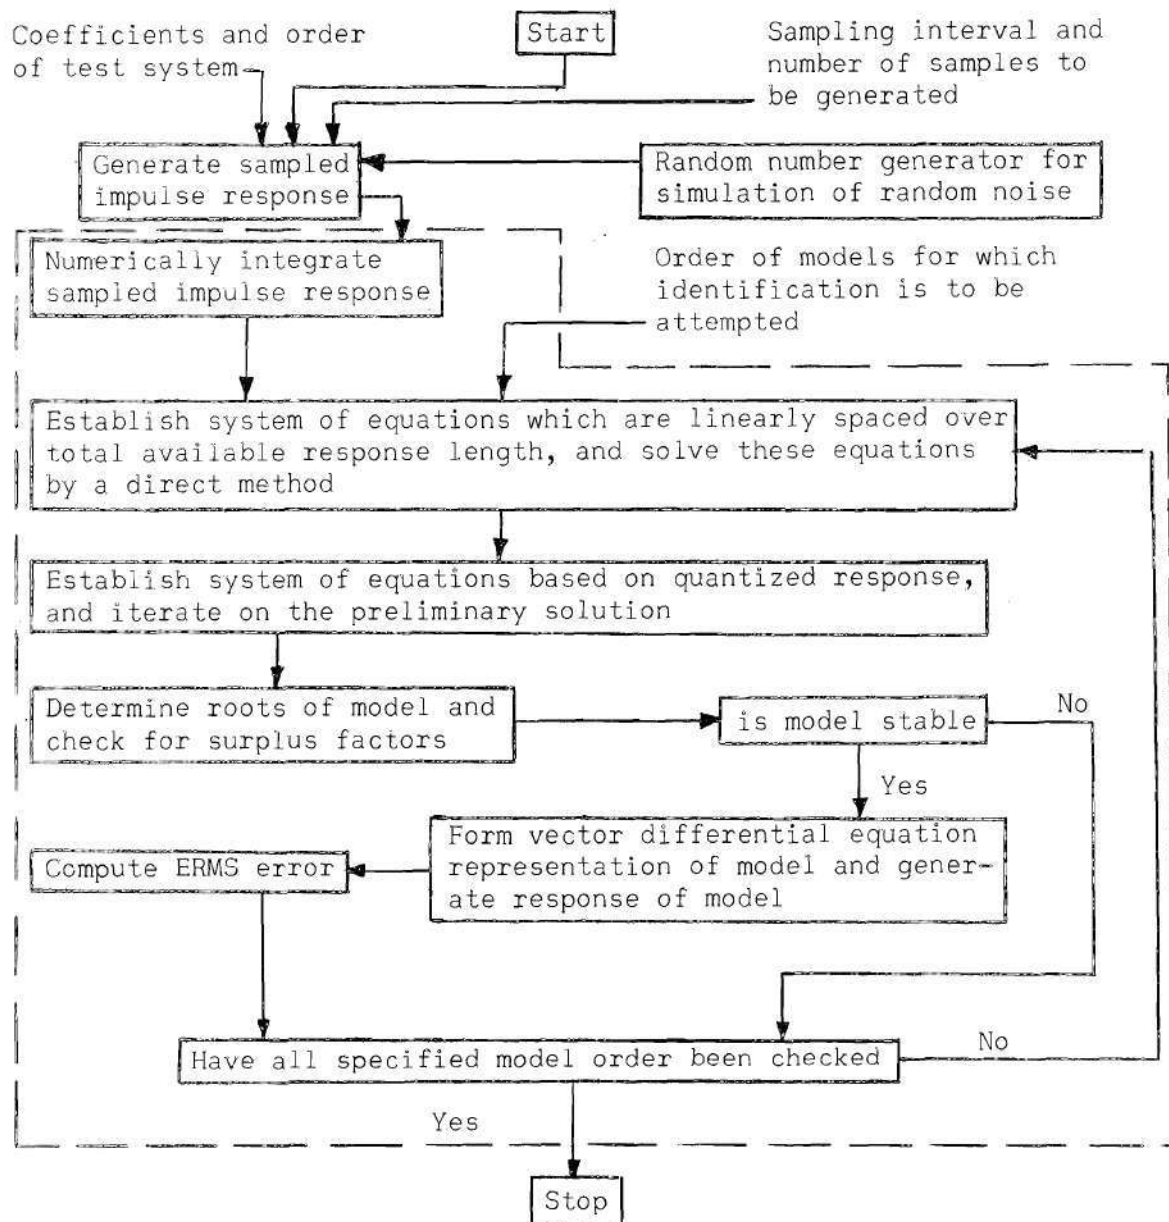 Coefficients and order
of test system
Start
Sampling interval and
number of samples to
be generated
Generate sampled
impulse response
Random number generator for
simulation of random noise
Numerically integrate
sampled impulse response
Order of models for which
identification is to be
attempted
Establish system of equations which are linearly spaced over
total available response length, and solve these equations
by a direct method
Establish system of equations based on quantized response,
and iterate on the preliminary solution
Determine roots of model and
check for surplus factors
is model stable
No
Yes
Form vector differential equation
representation of model and gener-
ate response of model
Compute ERMS error
Have all specified model order been checked
No
Yes
Stop